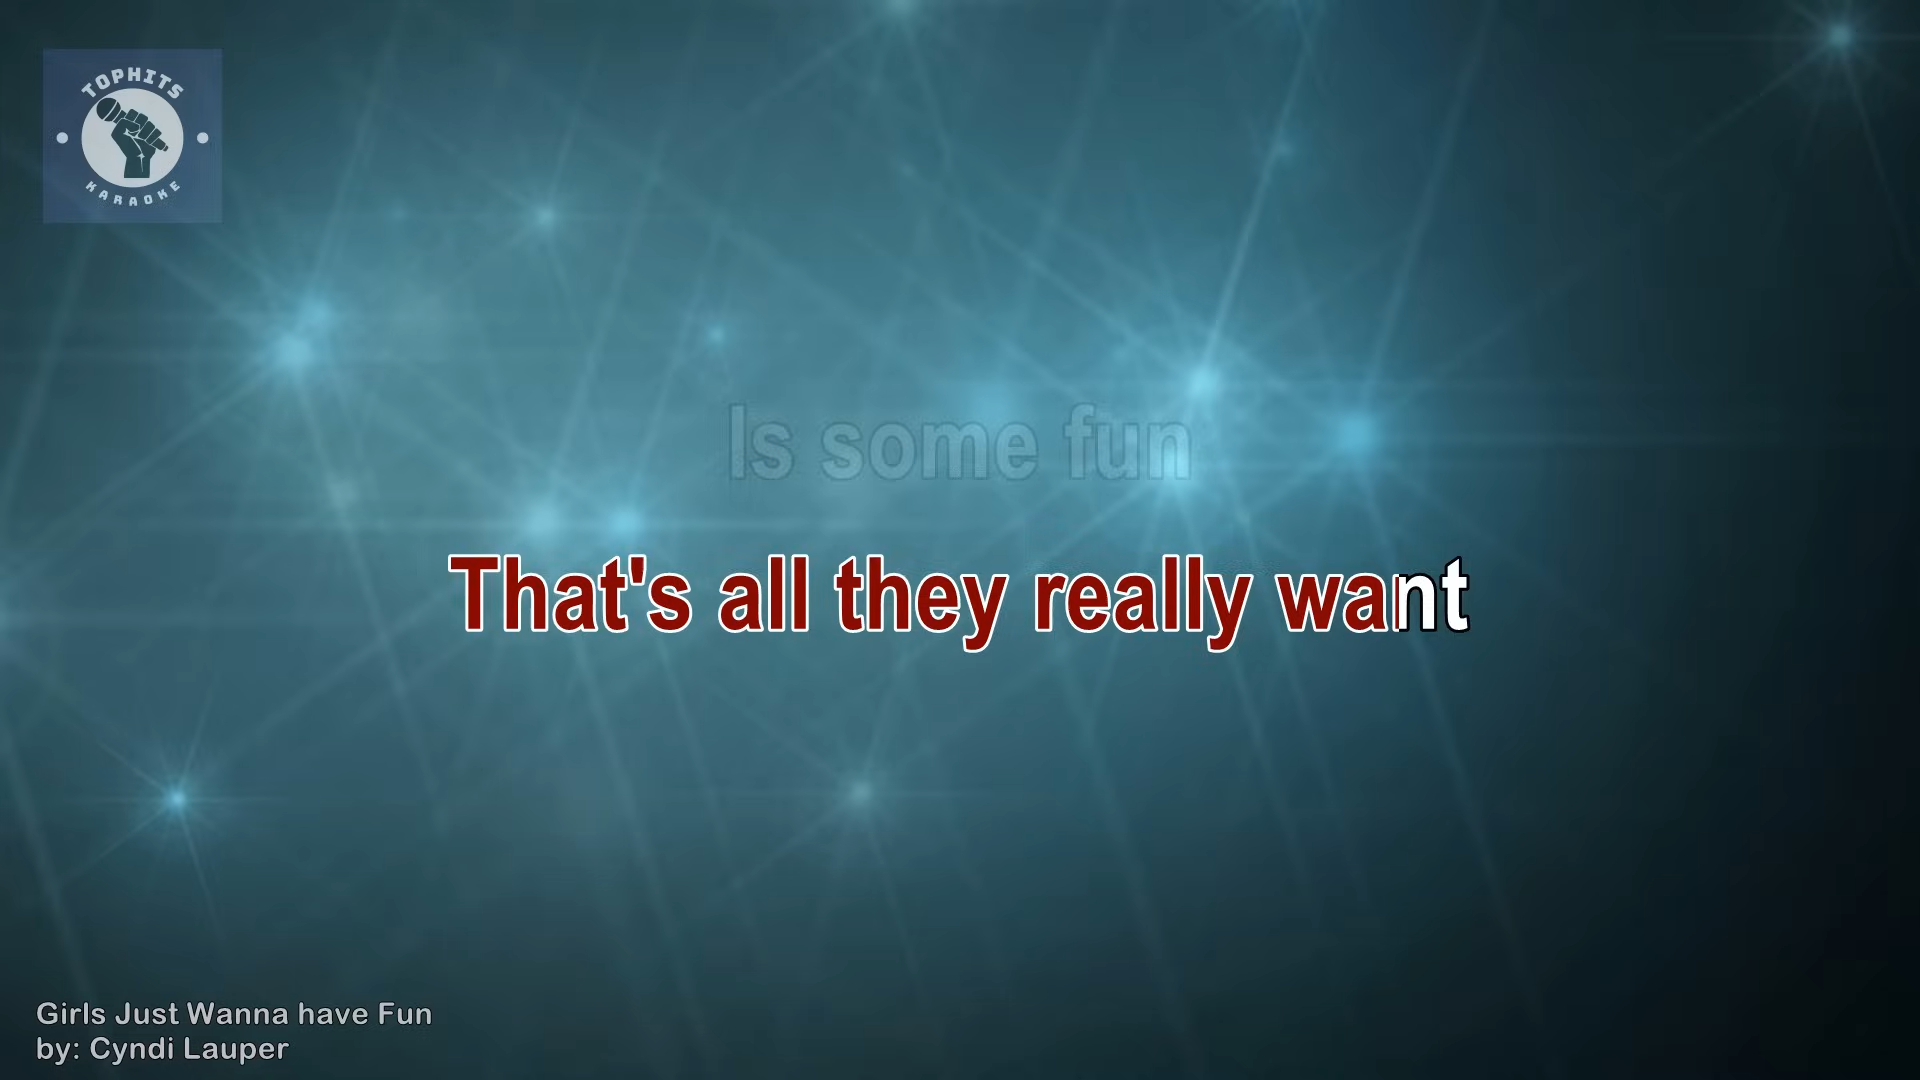 TOPHITS
KARAOKE
Is some fun
That's all they really want
Girls Just Wanna have Fun
by: Cyndi Lauper